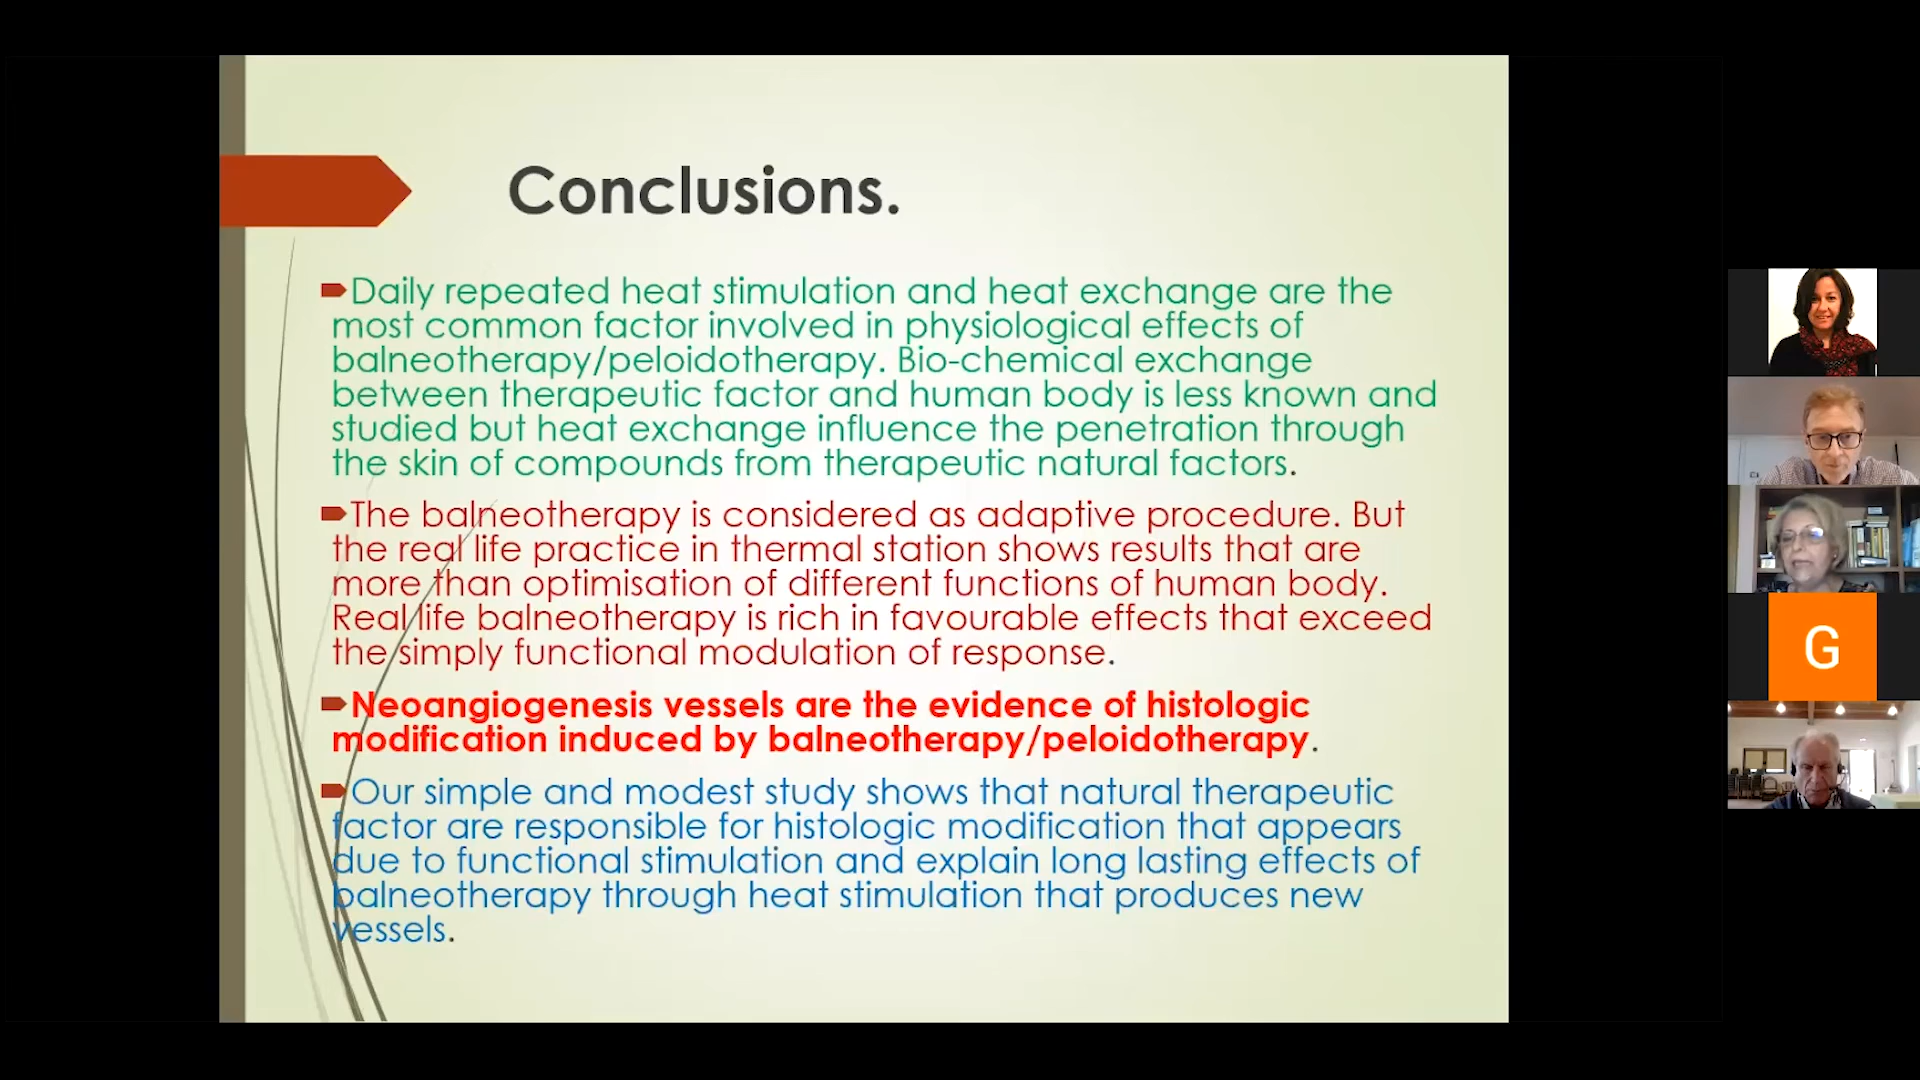 Conclusions.
Daily repeated heat stimulation and heat exchange are the
most common factor involved in physiological effects of
balneotherapy/peloidotherapy. Bio-chemical exchange
between therapeutic factor and human body is less known and
studied but heat exchange influence the penetration through
the skin of compounds from therapeutic natural factors.
The balneotherapy is considered as adaptive procedure. But
the real life practice in thermal station shows results that are
more than optimisation of different functions of human body.
Real life balneotherapy is rich in favourable effects that exceed
the simply functional modulation of response.
Neoangiogenesis vessels are the evidence of histologic
modification induced by balneotherapy/peloidotherapy.
Our simple and modest study shows that natural therapeutic
factor are responsible for histologic modification that appears
due to functional stimulation and explain long lasting effects of
balneotherapy through heat stimulation that produces new
vessels.
G